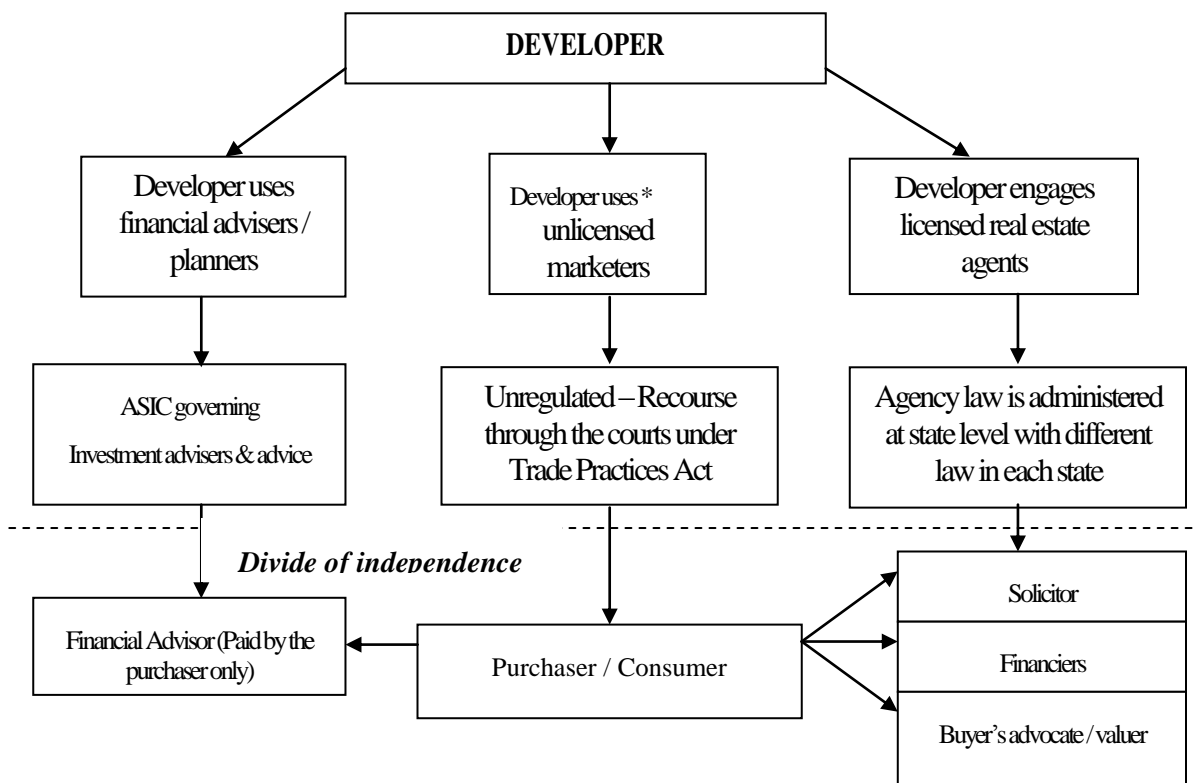 DEVELOPER
Developer uses
financial advisers /
planners
Developer uses *
unlicensed
marketers
Developer engages
licensed real estate
agents
ASIC governing
Investment advisers & advice
Unregulated – Recourse
through the courts under
Trade Practices Act
Agency law is administered
at state level with different
law in each state
Divide of independence
Financial Advisor (Paid by the
purchaser only)
Purchaser / Consumer
Solicitor
Financiers
Buyer's advocate / valuer